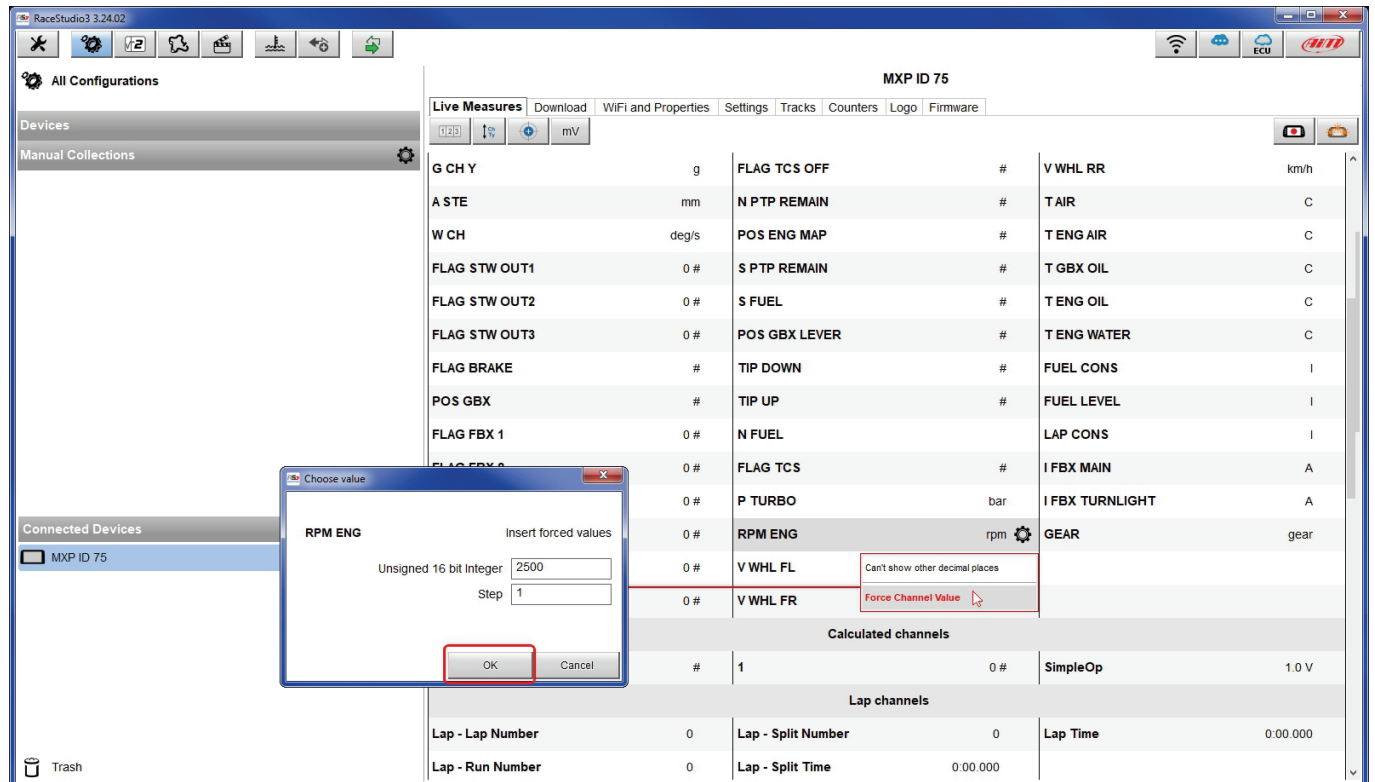 RaceStudio3 3.24.02
ECU
AiM
All Configurations
MXP ID 75
Live Measures Download WiFi and Properties Settings Tracks Counters Logo Firmware
Devices
123 mV
Manual Collections
G CH Y g FLAG TCS OFF # V WHL RR km/h
A STE mm N PTP REMAIN # T AIR C
W CH deg/s POS ENG MAP # T ENG AIR C
FLAG STW OUT1 0 # S PTP REMAIN # T GBX OIL C
FLAG STW OUT2 0 # S FUEL # T ENG OIL C
FLAG STW OUT3 0 # POS GBX LEVER # T ENG WATER C
FLAG BRAKE # TIP DOWN # FUEL CONS l
POS GBX # TIP UP # FUEL LEVEL l
FLAG FBX 1 0 # N FUEL LAP CONS l
0 # FLAG TCS # I FBX MAIN A
0 # P TURBO bar I FBX TURNLIGHT A
0 # RPM ENG rpm GEAR gear
0 # V WHL FL
0 # V WHL FR
Can't show other decimal places
Force Channel Value
Choose value
RPM ENG Insert forced values
Unsigned 16 bit Integer 2500
Step 1
OK Cancel
Connected Devices
MXP ID 75
Calculated channels
# 1 0 # SimpleOp 1.0 V
Lap channels
Lap - Lap Number 0 Lap - Split Number 0 Lap Time 0:00.000
Lap - Run Number 0 Lap - Split Time 0:00.000
Trash